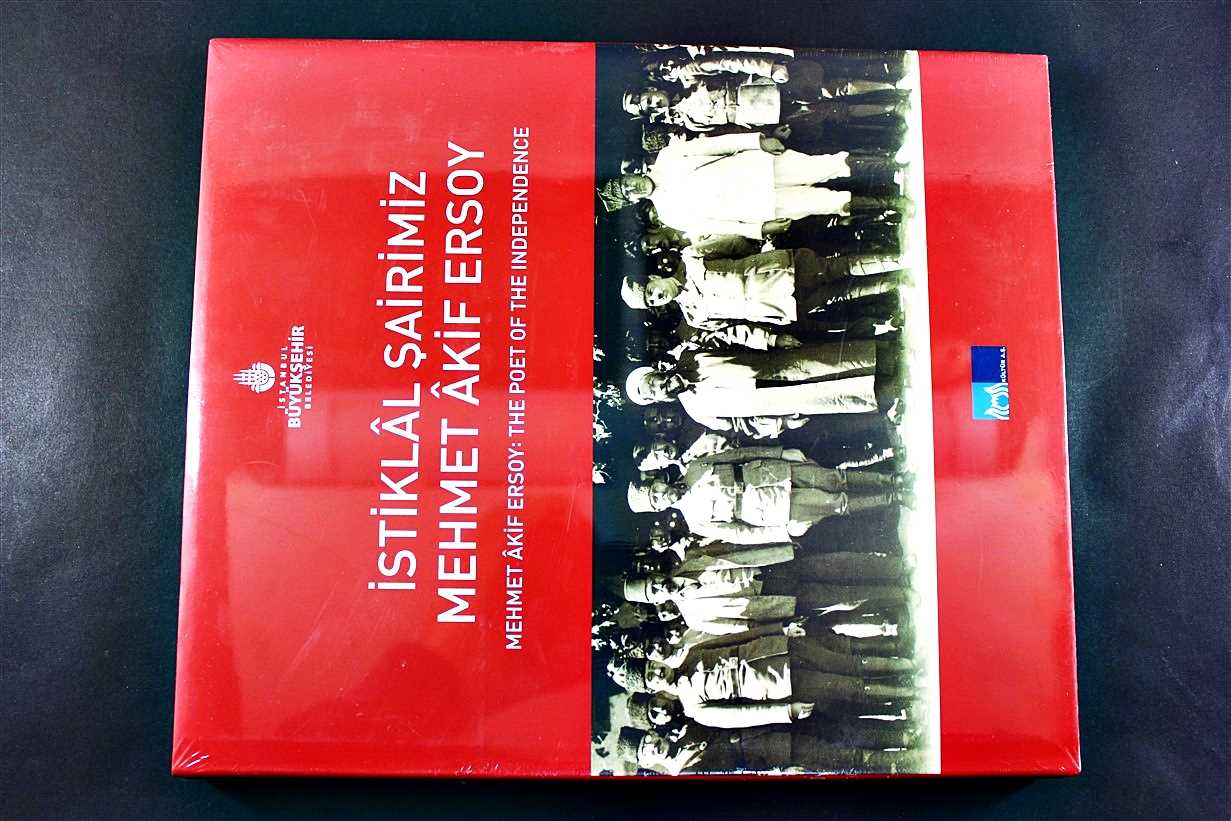 İSTANBUL
BÜYÜKŞEHİR
BELEDİYESİ
İSTİKLÂL ŞAİRİMİZ
MEHMET ÂKİF ERSOY
MEHMET ÂKİF ERSOY: THE POET OF THE INDEPENDENCE
KÜLTÜR A.Ş.